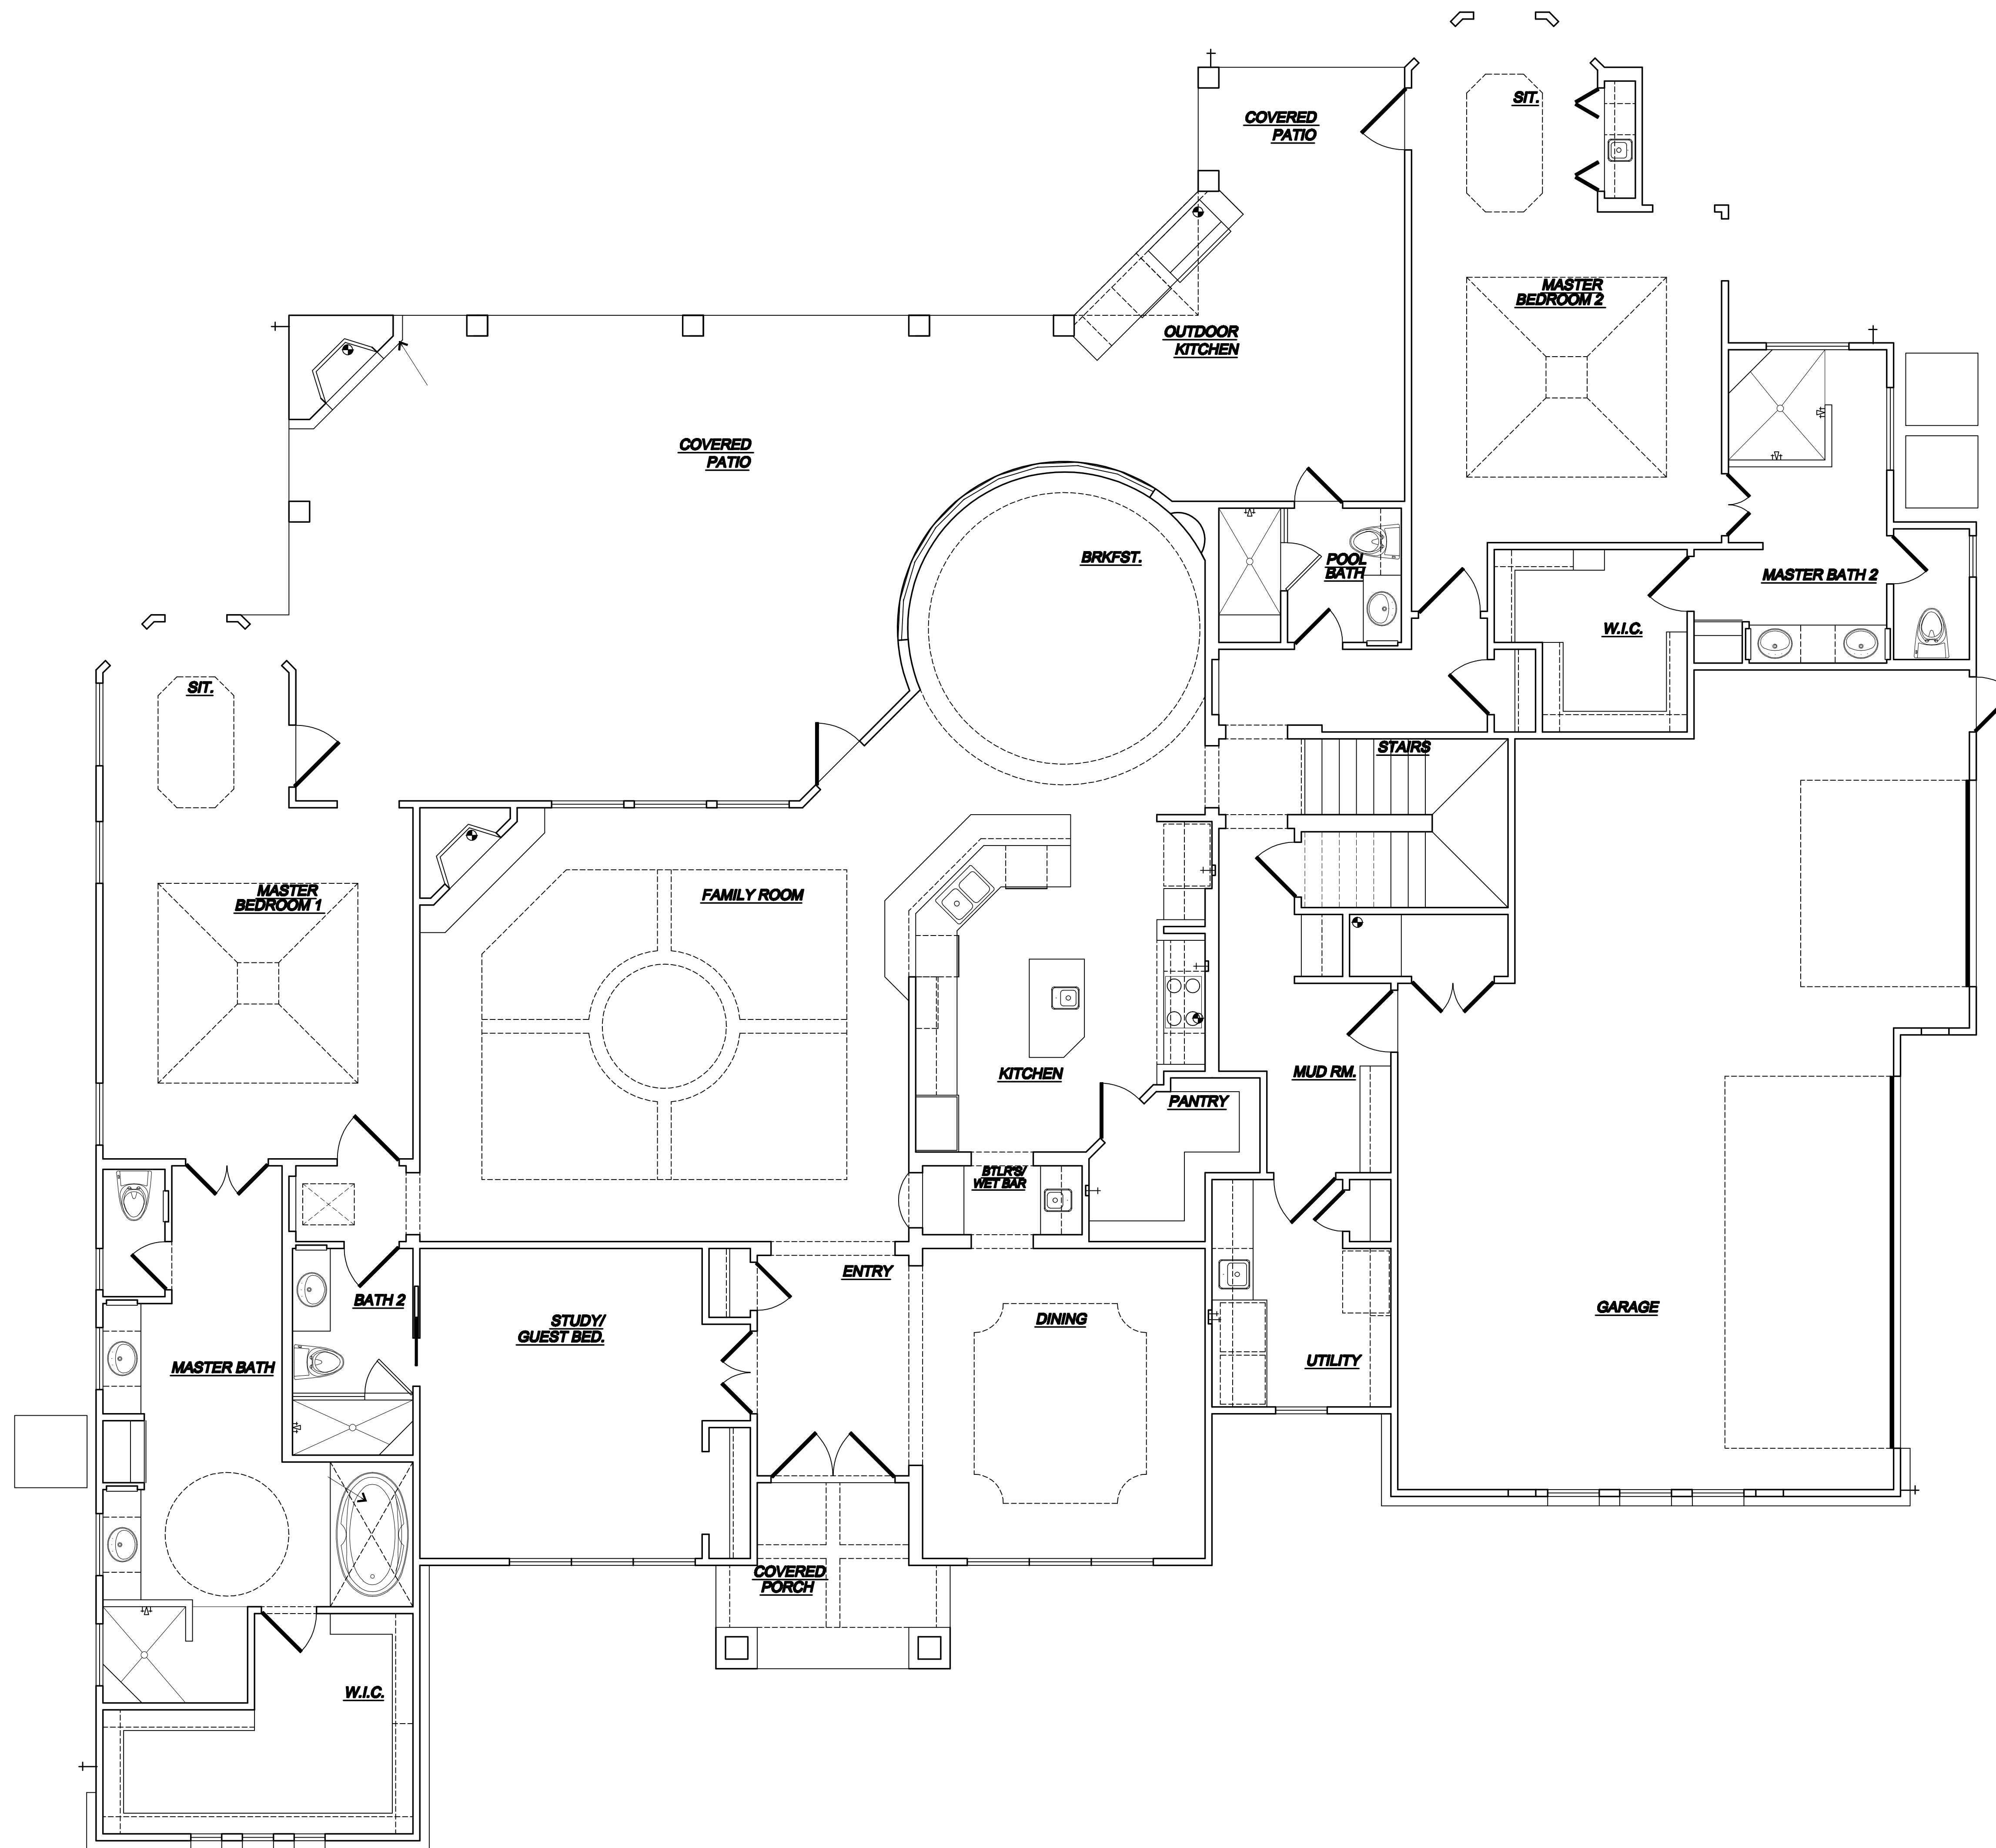 SIT.
COVERED
PATIO
MASTER
BEDROOM 2
OUTDOOR
KITCHEN
COVERED
PATIO
BRKFST.
POOL
BATH
MASTER BATH 2
W.I.C.
SIT.
STAIRS
MASTER
BEDROOM 1
FAMILY ROOM
KITCHEN
MUD RM.
PANTRY
BTLR'S/
WET BAR
ENTRY
BATH 2
STUDY/
GUEST BED.
DINING
GARAGE
UTILITY
MASTER BATH
COVERED
PORCH
W.I.C.